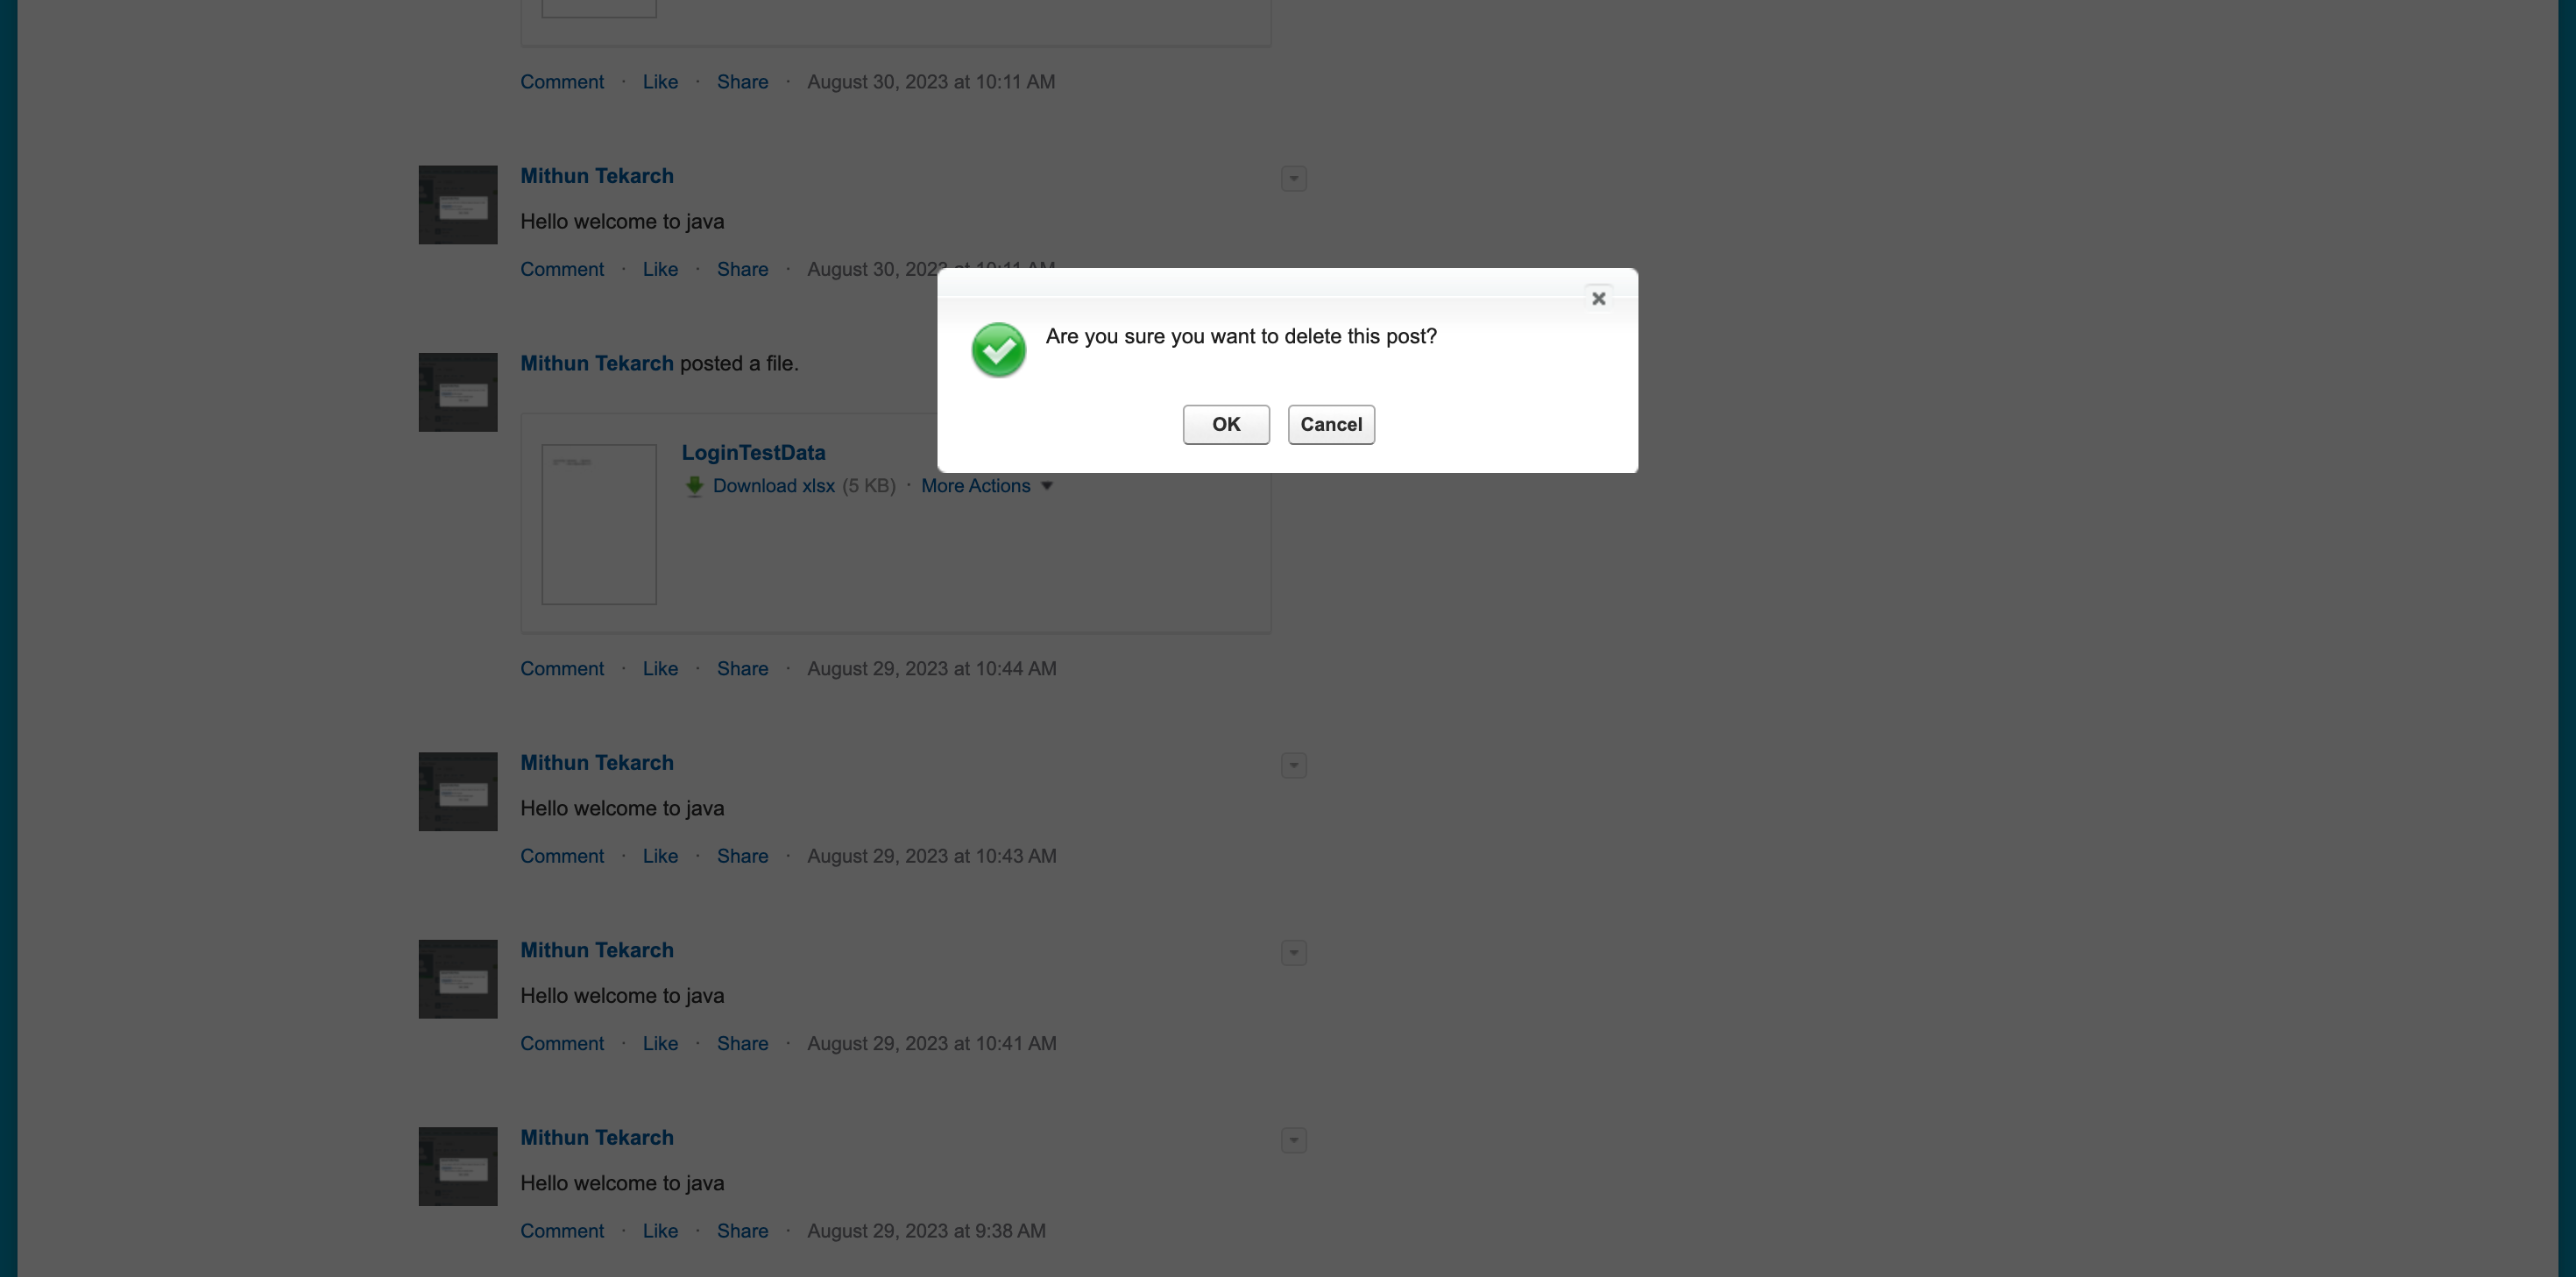 Comment · Like · Share · August 30, 2023 at 10:11 AM
Mithun Tekarch
Hello welcome to java
Comment · Like · Share · August 30, 2023 at 10:11 AM
Are you sure you want to delete this post?
OK Cancel
Mithun Tekarch posted a file.
LoginTestData
Download xlsx (5 KB) · More Actions
Comment · Like · Share · August 29, 2023 at 10:44 AM
Mithun Tekarch
Hello welcome to java
Comment · Like · Share · August 29, 2023 at 10:43 AM
Mithun Tekarch
Hello welcome to java
Comment · Like · Share · August 29, 2023 at 10:41 AM
Mithun Tekarch
Hello welcome to java
Comment · Like · Share · August 29, 2023 at 9:38 AM